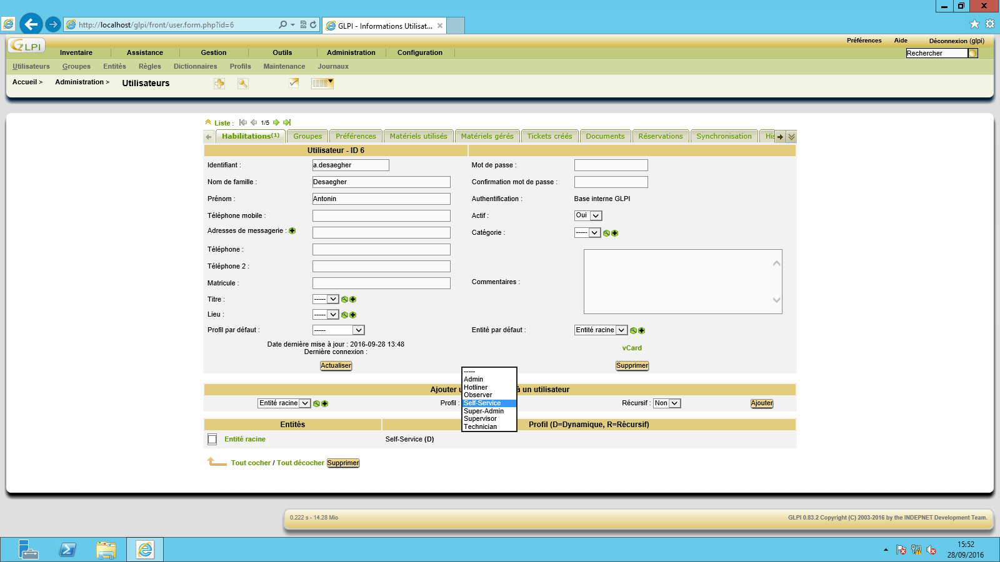 http://localhost/glpi/front/user.form.php?id=6
GLPI - Informations Utilisat...
GLPI
Préférences Aide Déconnexion (glpi)
Inventaire Assistance Gestion Outils Administration Configuration
Rechercher
Utilisateurs Groupes Entités Règles Dictionnaires Profils Maintenance Journaux
Accueil > Administration > Utilisateurs
Liste : 1/5
Habilitations(1) Groupes Préférences Matériels utilisés Matériels gérés Tickets créés Documents Réservations Synchronisation His
Utilisateur - ID 6
Identifiant : a.desaegher Mot de passe :
Nom de famille : Desaegher Confirmation mot de passe :
Prénom : Antonin Authentification : Base interne GLPI
Téléphone mobile : Actif : Oui
Adresses de messagerie : Catégorie : -----
Téléphone :
Téléphone 2 :
Matricule : Commentaires :
Titre : -----
Lieu : -----
Profil par défaut : ----- Entité par défaut : Entité racine
Date dernière mise à jour : 2016-09-28 13:48
Dernière connexion :
vCard
Actualiser Supprimer
-----
Admin
Hotliner
Observer
Self-Service
Super-Admin
Supervisor
Technician
Ajouter u à un utilisateur
Entité racine Profil : Récursif : Non Ajouter
Entités Profil (D=Dynamique, R=Récursif)
Entité racine Self-Service (D)
Tout cocher / Tout décocher Supprimer
0.222 s - 14.28 Mio GLPI 0.83.2 Copyright (C) 2003-2016 by the INDEPNET Development Team.
15:52
28/09/2016